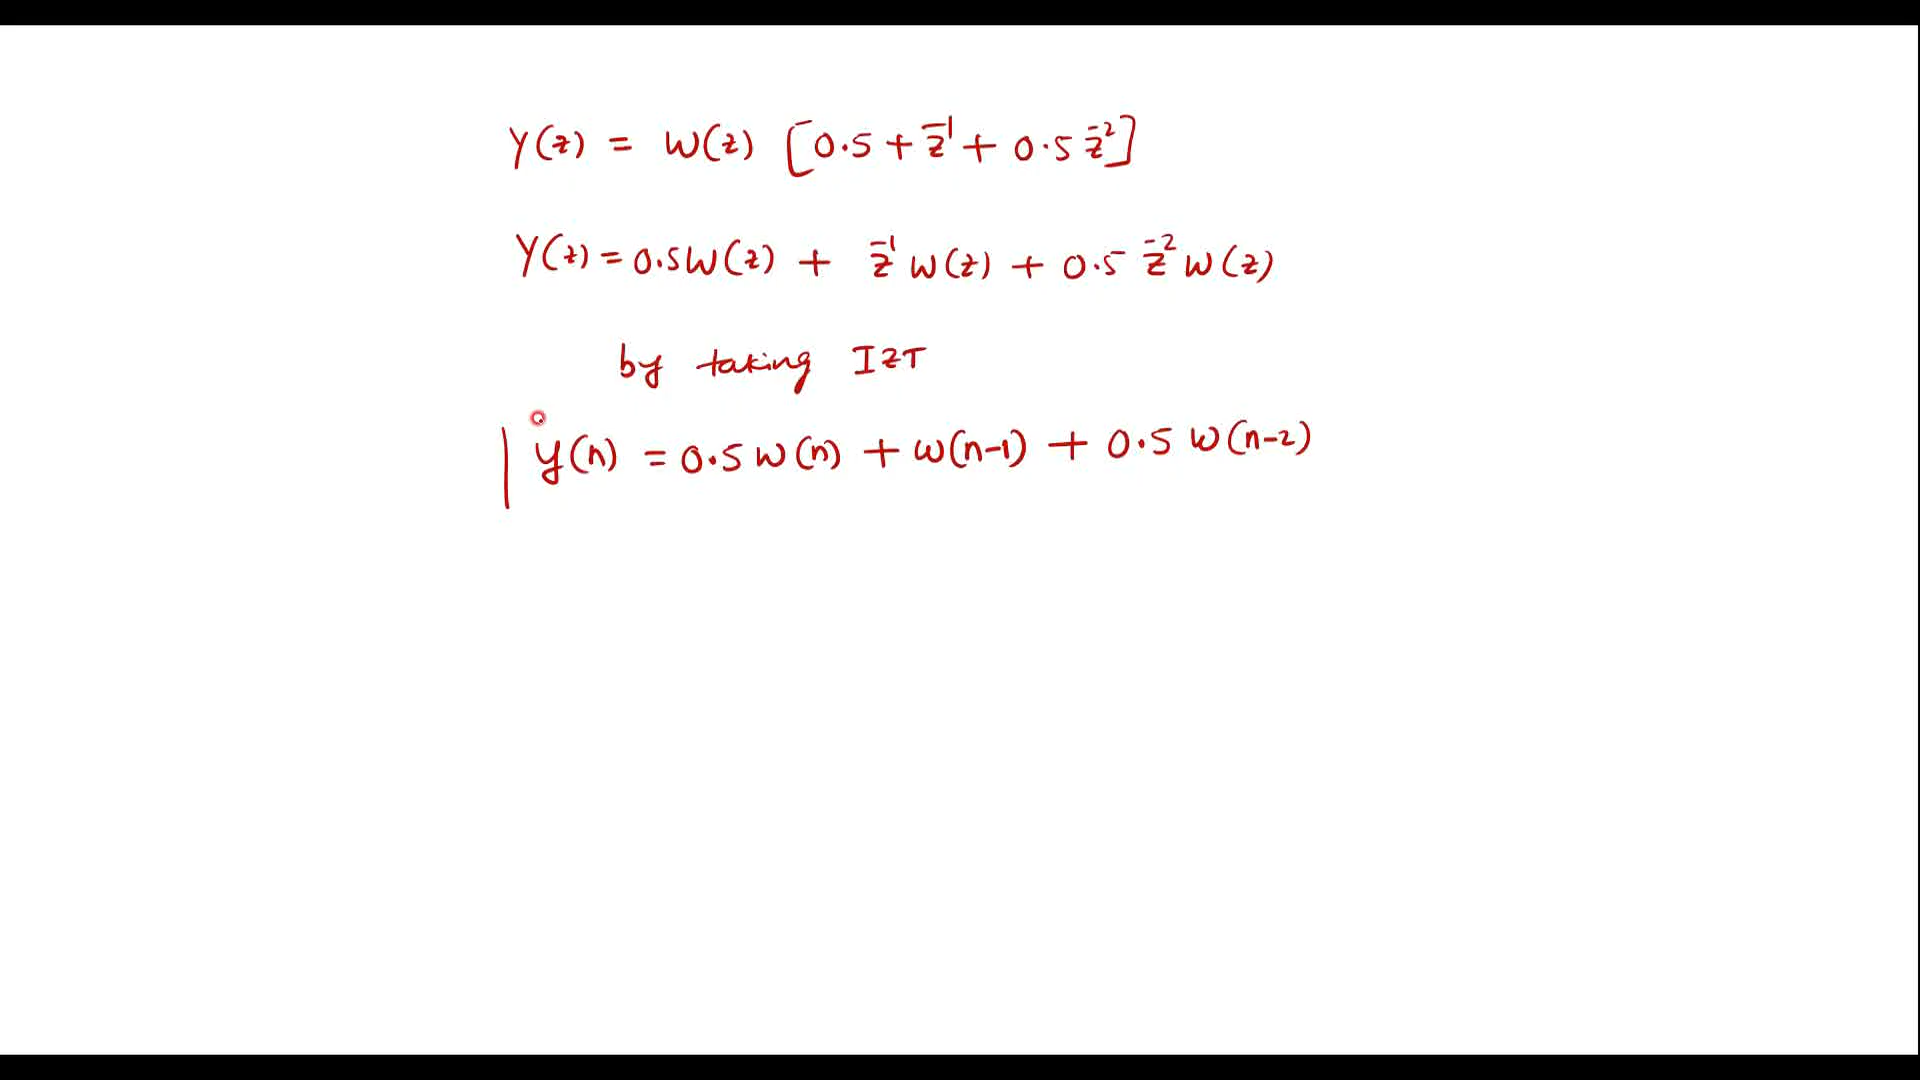 Y(z) = W(z) [0.5 + z⁻¹ + 0.5 z⁻²]
Y(z) = 0.5W(z) + z⁻¹ W(z) + 0.5 z⁻² W(z)
by taking IZT
y(n) = 0.5 w(n) + w(n-1) + 0.5 w(n-2)